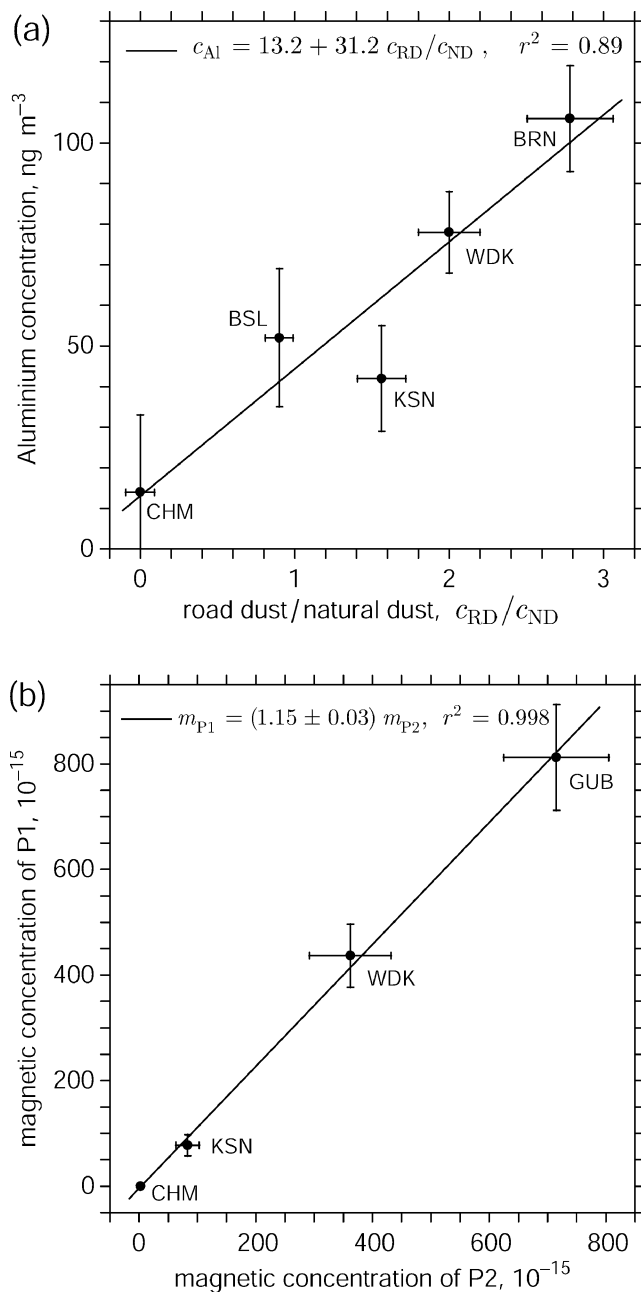 (a)
c_Al = 13.2 + 31.2 c_RD/c_ND , r² = 0.89
Aluminium concentration, ng m⁻³
100
50
0
BRN
WDK
BSL
KSN
CHM
0 1 2 3
road dust/natural dust, c_RD/c_ND
(b)
m_P1 = (1.15 ± 0.03) m_P2, r² = 0.998
magnetic concentration of P1, 10⁻¹⁵
800
600
400
200
0
GUB
WDK
KSN
CHM
0 200 400 600 800
magnetic concentration of P2, 10⁻¹⁵